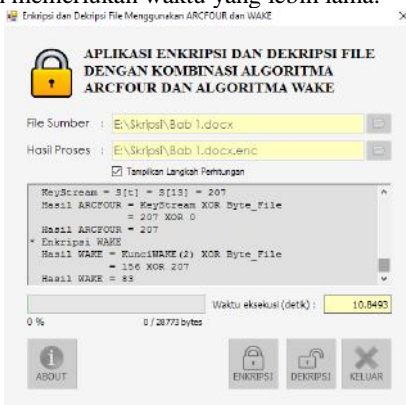 memerlukan waktu yang lebih lama.
Enkripsi dan Dekripsi File Menggunakan ARCFOUR dan WAKE
APLIKASI ENKRIPSI DAN DEKRIPSI FILE
DENGAN KOMBINASI ALGORITMA
ARCFOUR DAN ALGORITMA WAKE
File Sumber : E:\Skripsi\Bab 1.docx
Hasil Proses : E:\Skripsi\Bab 1.docx.enc
Tampilkan Langkah Perhitungan
KeyStream = S[t] = S[13] = 207
Hasil ARCFOUR = KeyStream XOR Byte_File
= 207 XOR 0
Hasil ARCFOUR = 207
* Enkripsi WAKE
Hasil WAKE = KunciWAKE(2) XOR Byte_File
= 156 XOR 207
Hasil WAKE = 83
Waktu eksekusi (detik) : 10.8493
0 % 0 / 28773 bytes
ABOUT ENKRIPSI DEKRIPSI KELUAR